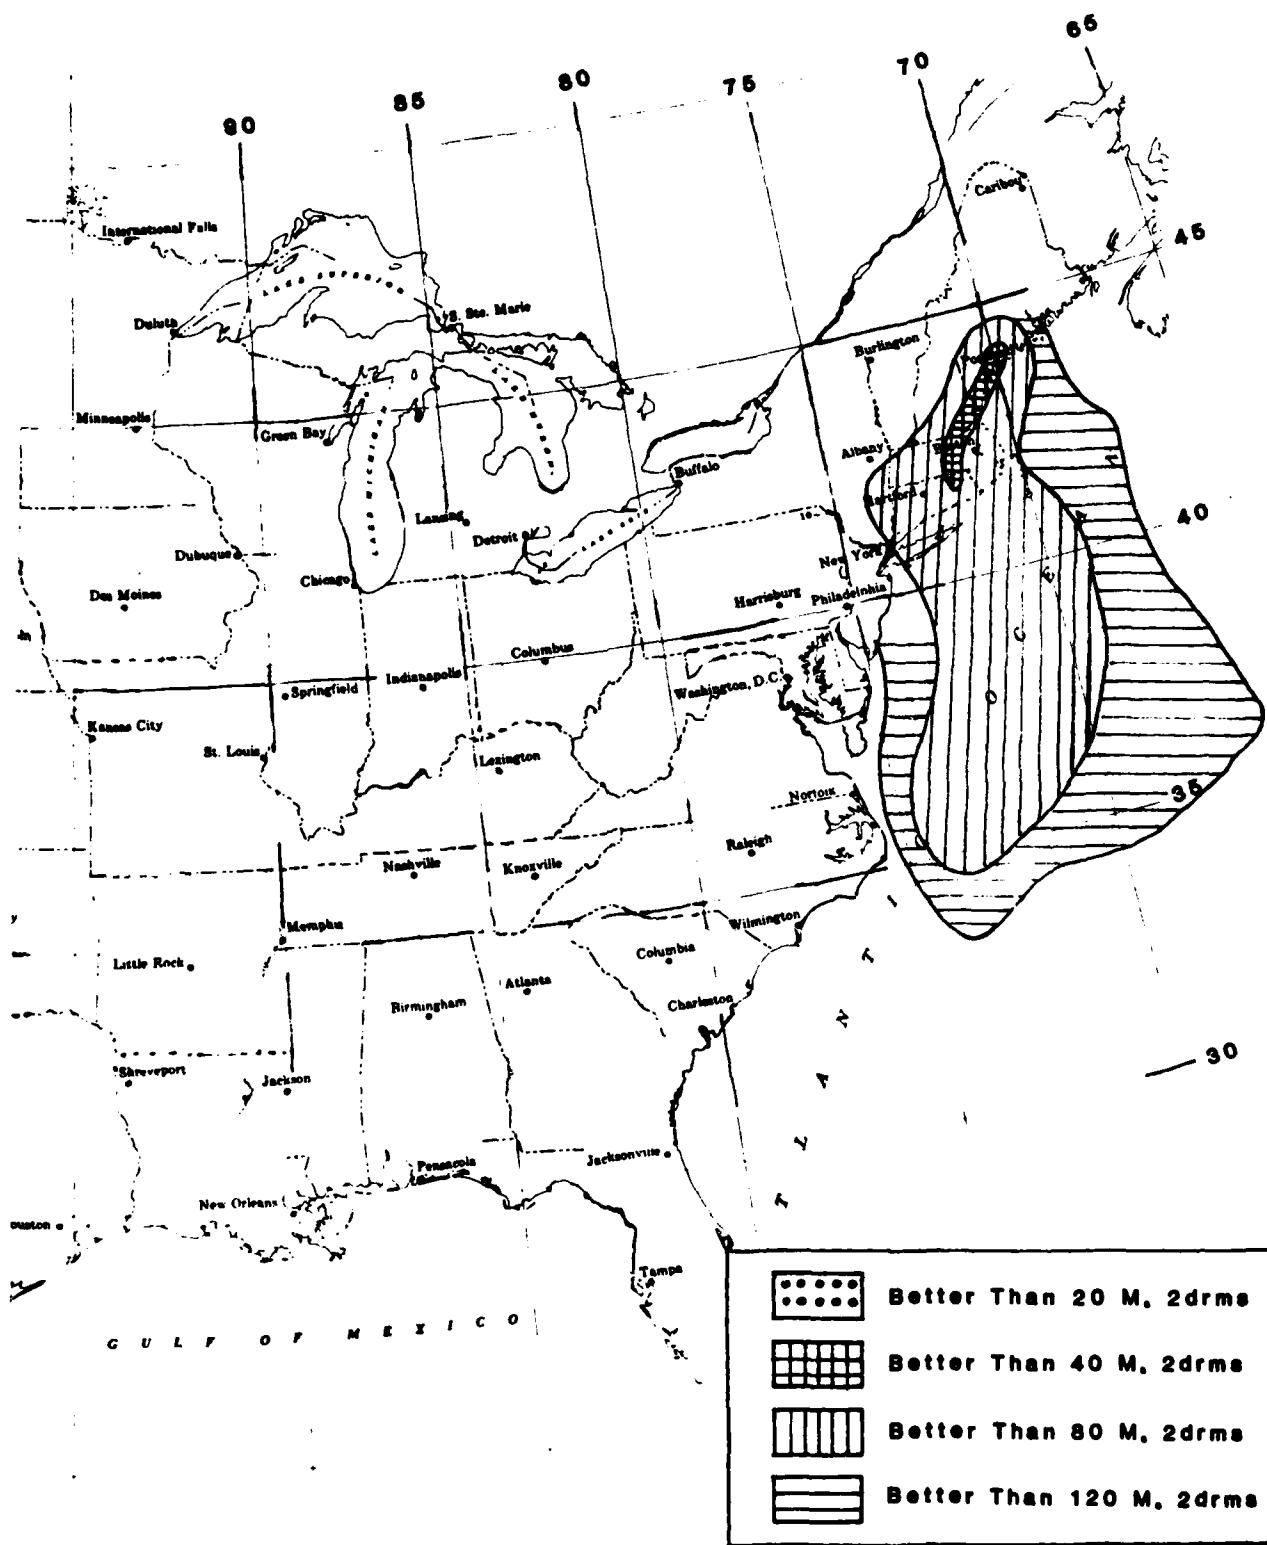 65
70
75
80
85
90
Caribou
International Falls
45
S. Ste. Marie
Duluth
Burlington
Minneapolis
Green Bay
Albany
Buffalo
Hartford
Lansing
40
Detroit
New York
Dubuque
Chicago
Des Moines
Harrisburg
Philadelphia
Columbus
Washington, D.C.
Indianapolis
Springfield
Kansas City
St. Louis
Lexington
35
Norfolk
Raleigh
Nashville
Knoxville
Memphis
Wilmington
Little Rock
Columbia
Atlanta
Birmingham
Charleston
30
Shreveport
Jackson
Jacksonville
Pensacola
New Orleans
ouston
Tampa
A T L A N T I C O C E A N
GULF OF MEXICO
Better Than 20 M, 2drms
Better Than 40 M, 2drms
Better Than 80 M, 2drms
Better Than 120 M, 2drms